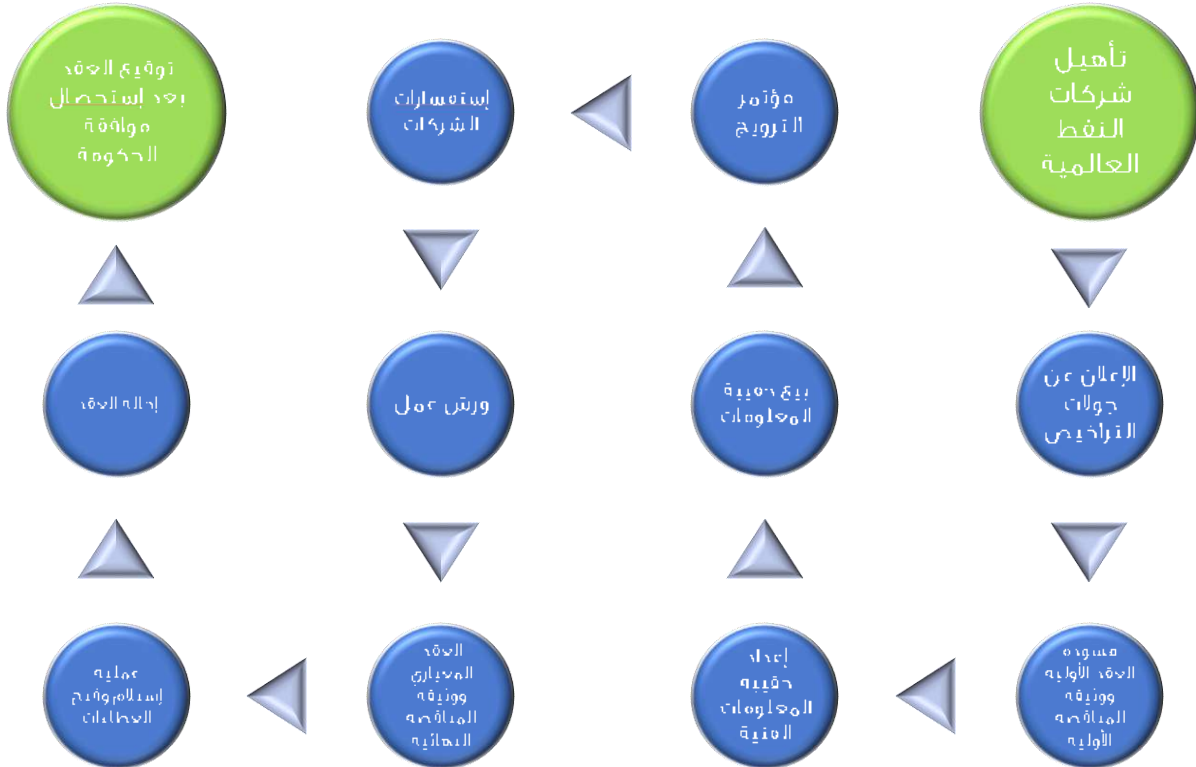 تأهيل
شركات
النفط
العالمية
الإعلان عن
جولات
التراخيص
مسودة
العقد الأولية
ووثيقة
المناقصة
الأولية
إعداد
حقيبة
المعلومات
الفنية
بيع حقيبة
المعلومات
مؤتمر
الترويج
إستفسارات
الشركات
ورش عمل
العقد
المعياري
ووثيقة
المناقصة
النهائية
عملية
إستلام وفتح
العطاءات
إحالة العقد
توقيع العقد
بعد إستحصال
موافقة
الحكومة